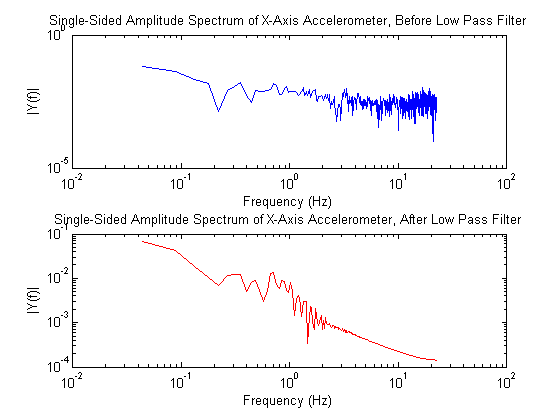 Single-Sided Amplitude Spectrum of X-Axis Accelerometer, Before Low Pass Filter
10^0
|Y(f)|
10^-5
10^-2 10^-1 10^0 10^1 10^2
Frequency (Hz)
Single-Sided Amplitude Spectrum of X-Axis Accelerometer, After Low Pass Filter
10^-1
10^-2
|Y(f)|
10^-3
10^-4
10^-2 10^-1 10^0 10^1 10^2
Frequency (Hz)